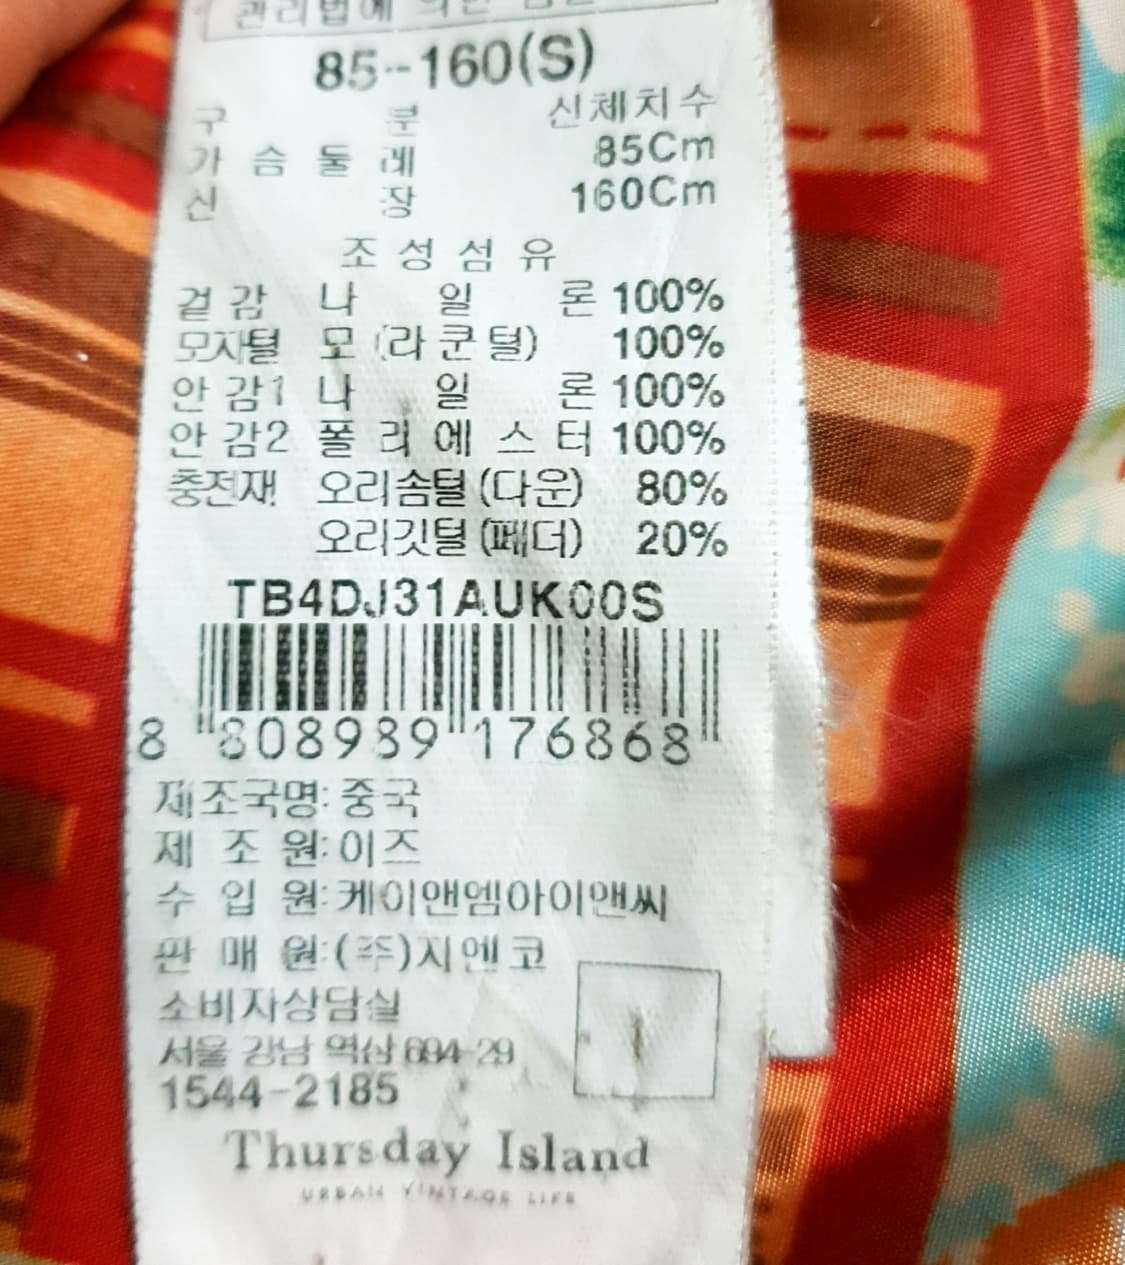 관리법에 의한
85-160(S)
구 분 신체치수
가 슴 둘 레 85Cm
신 장 160Cm
조 성 섬 유
겉 감 나 일 론 100%
모자털 모 (라 쿤 털) 100%
안 감1 나 일 론 100%
안 감2 폴 리 에 스 터 100%
충전재 오리솜털 (다운) 80%
오리깃털 (페더) 20%
TB4DJ31AUK00S
8 808989 176868
제조국명: 중국
제 조 원: 이즈
수 입 원: 케이앤엠아이앤씨
판 매 원: (주)지엔코
소비자상담실
서울 강남 역삼 694-29
1544-2185
Thursday Island
URBAN VINTAGE LIFE